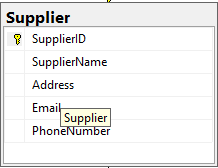 Supplier
SupplierID
SupplierName
Address
Email
Supplier
PhoneNumber